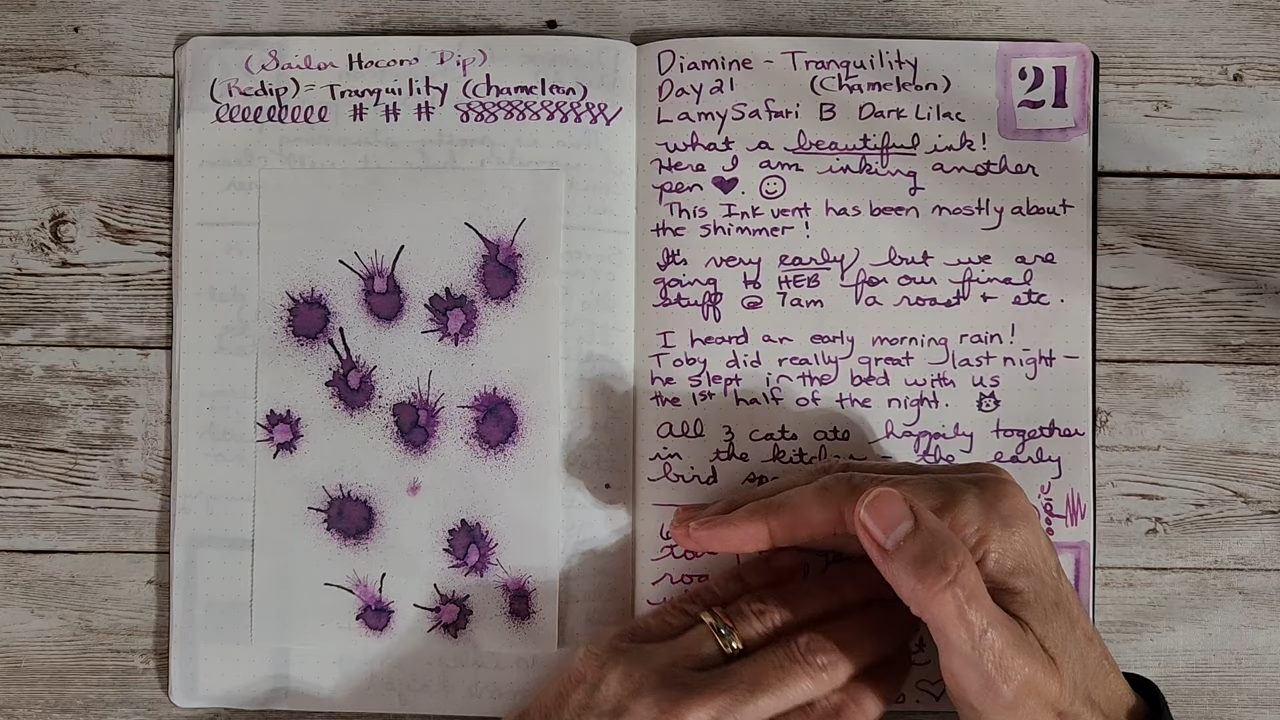 (Sailor Hocoro Dip)
(Redip) = Tranquility (Chameleon)
eeeeeeeee # # #
Diamine - Tranquility
Day 21 (Chameleon)
Lamy Safari B Dark Lilac
21
What a beautiful ink!
Here I am inking another
pen ♥. ☺
This Inkvent has been mostly about
the shimmer!
It's very early but we are
going to HEB for our final
stuff @ 7am a roast + etc.
I heard an early morning rain!
Toby did really great last night -
he slept in the bed with us
the 1st half of the night.
All 3 cats ate happily together
in the kitchen - the early
bird